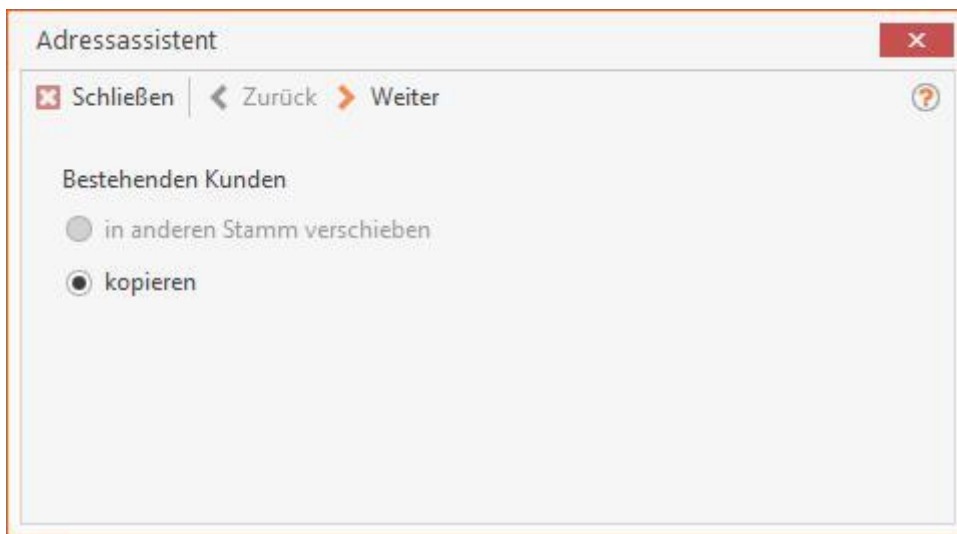 Adressassistent
Schließen Zurück Weiter
Bestehenden Kunden
in anderen Stamm verschieben
kopieren